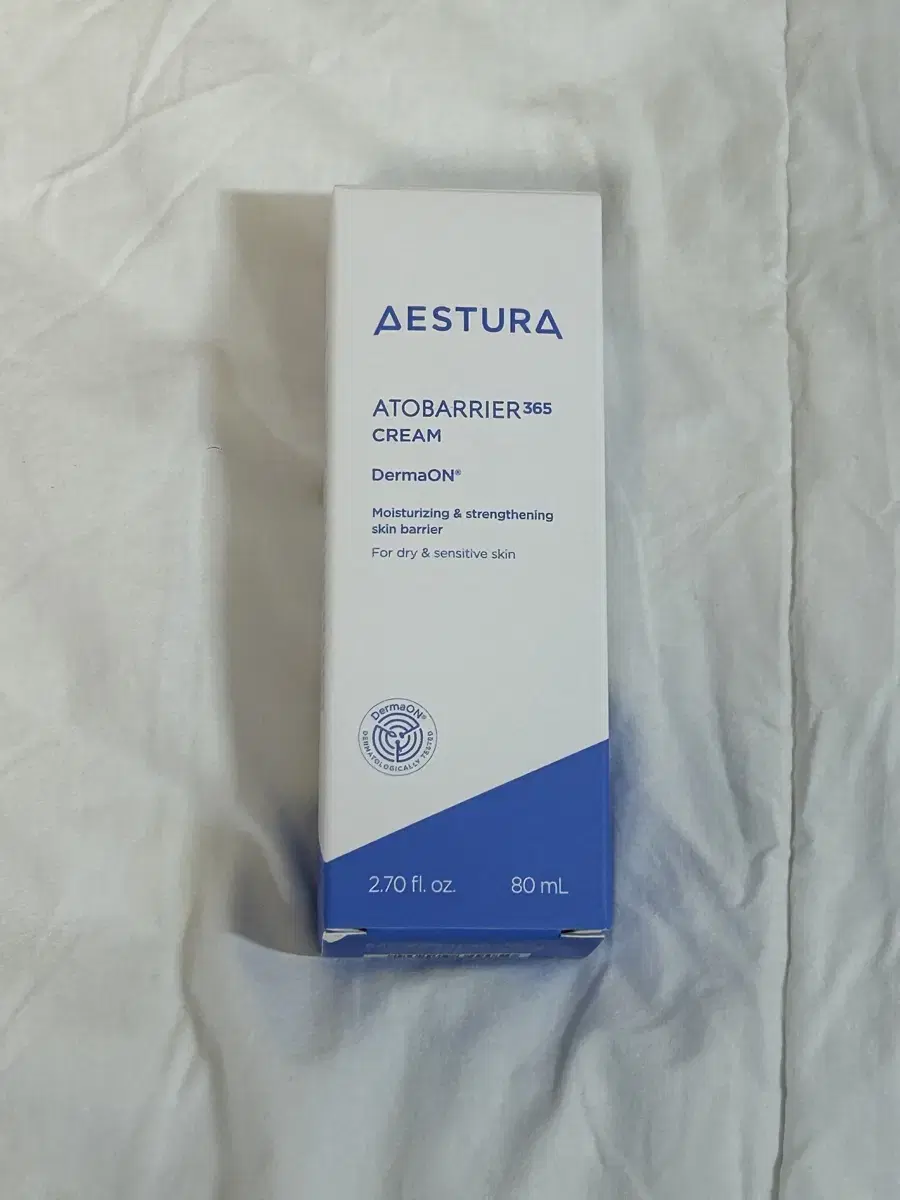 AESTURA
ATOBARRIER³⁶⁵
CREAM
DermaON®
Moisturizing & strengthening
skin barrier
For dry & sensitive skin
DermaON®
DERMATOLOGICALLY TESTED
2.70 fl. oz. 80 mL